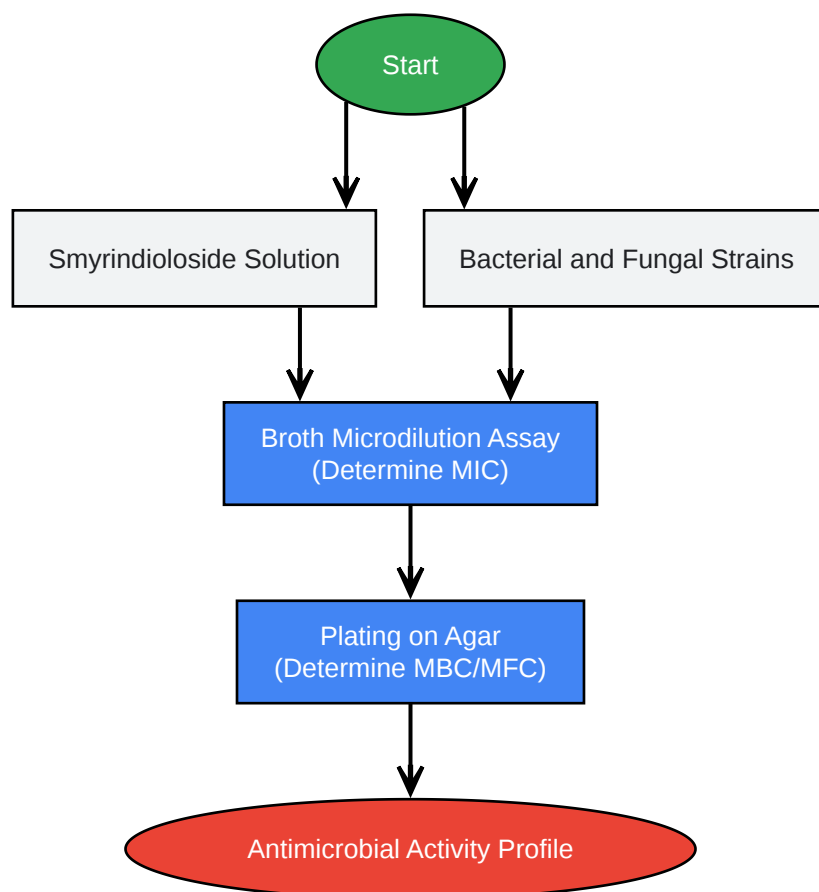 Start
Smyrindioloside Solution
Bacterial and Fungal Strains
Broth Microdilution Assay
(Determine MIC)
Plating on Agar
(Determine MBC/MFC)
Antimicrobial Activity Profile